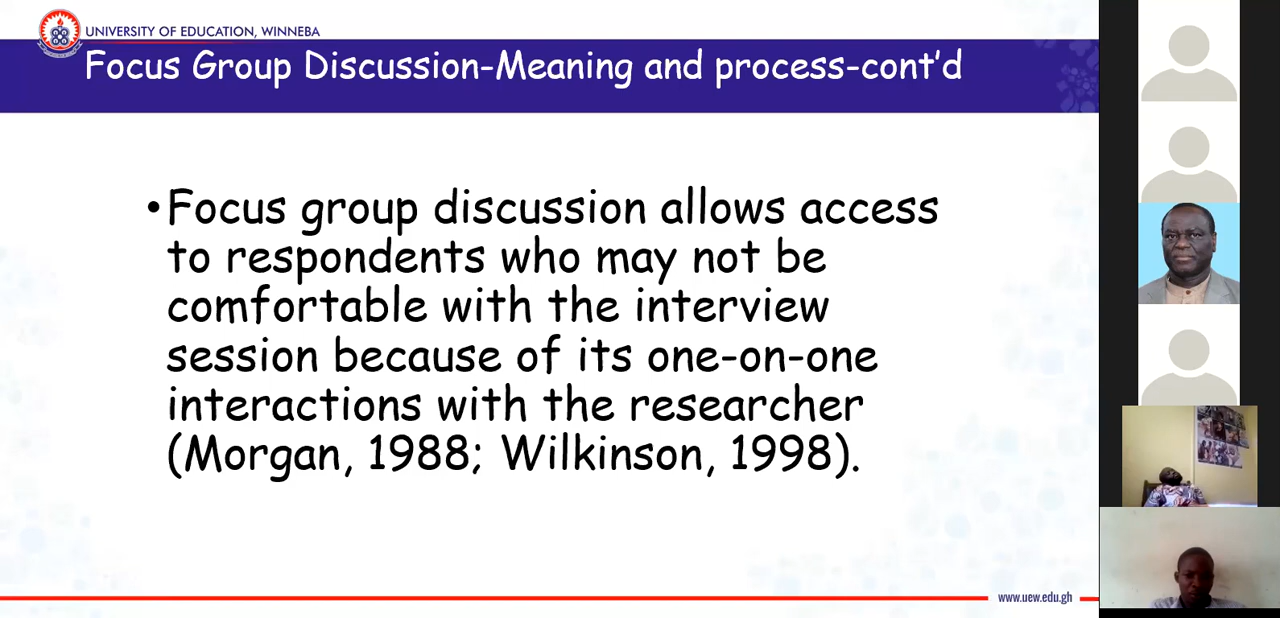 UNIVERSITY OF EDUCATION, WINNEBA
Focus Group Discussion-Meaning and process-cont'd
•Focus group discussion allows access
to respondents who may not be
comfortable with the interview
session because of its one-on-one
interactions with the researcher
(Morgan, 1988; Wilkinson, 1998).
www.uew.edu.gh